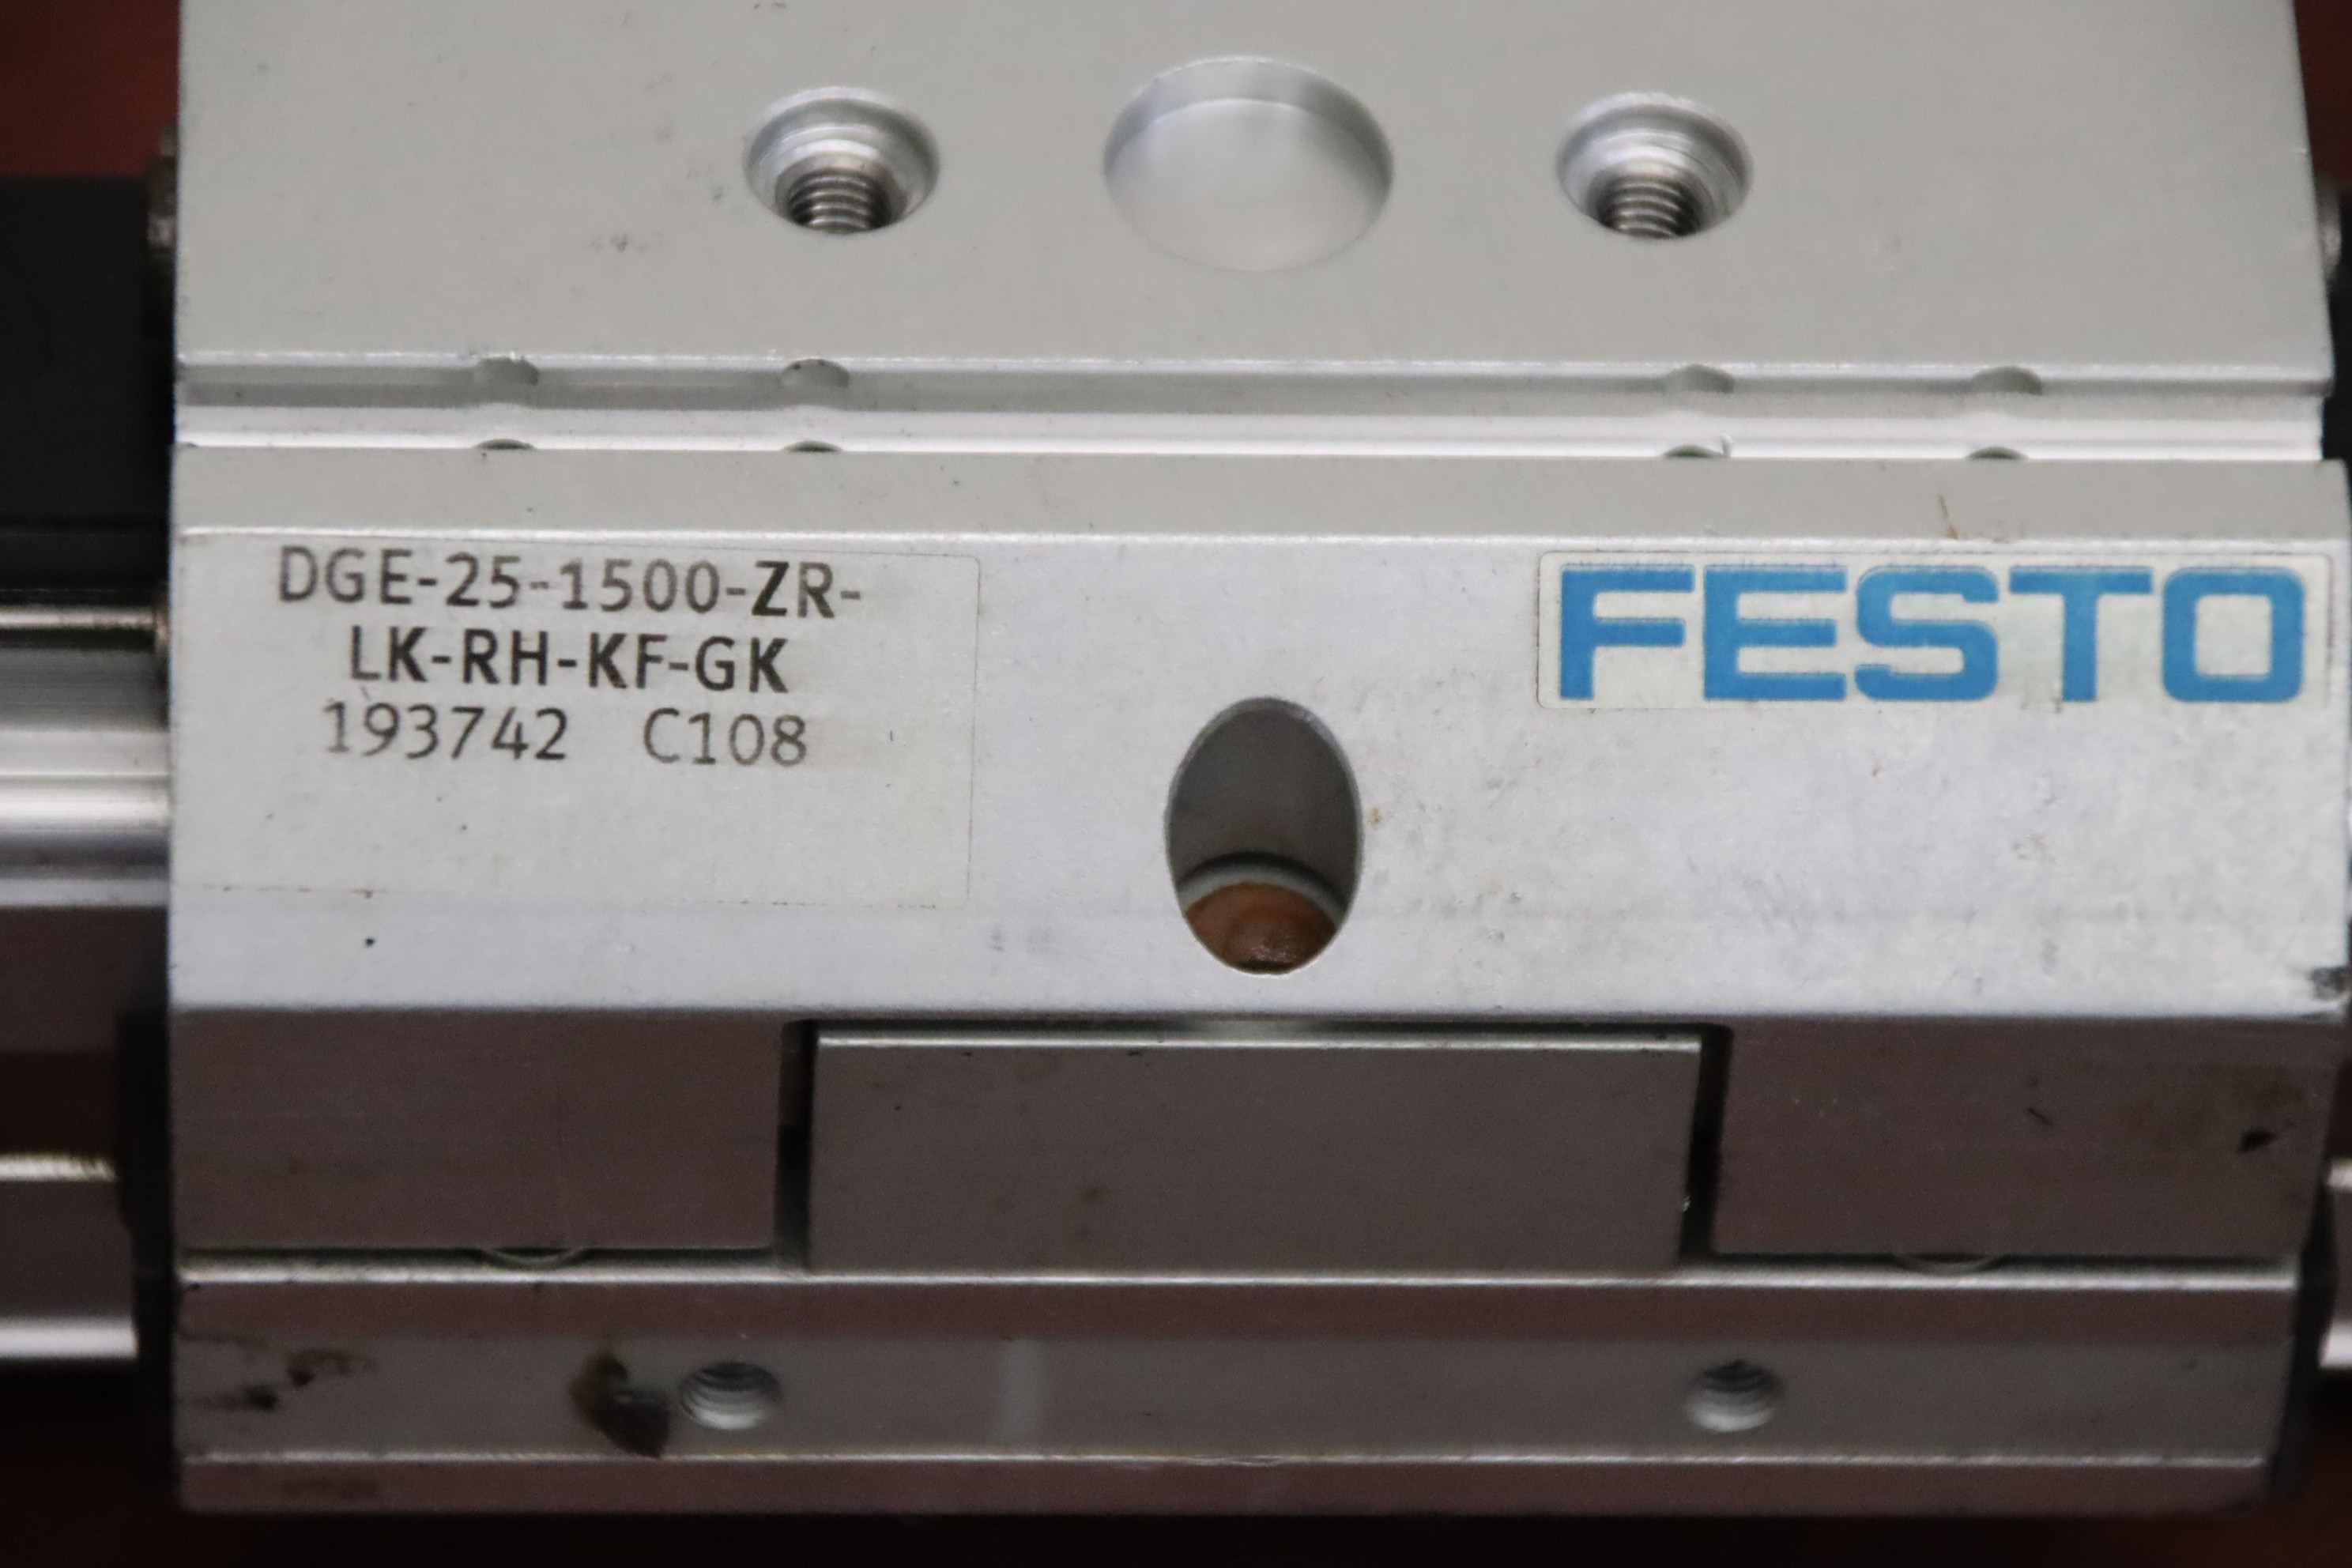 DGE-25-1500-ZR-
LK-RH-KF-GK
193742 C108
FESTO